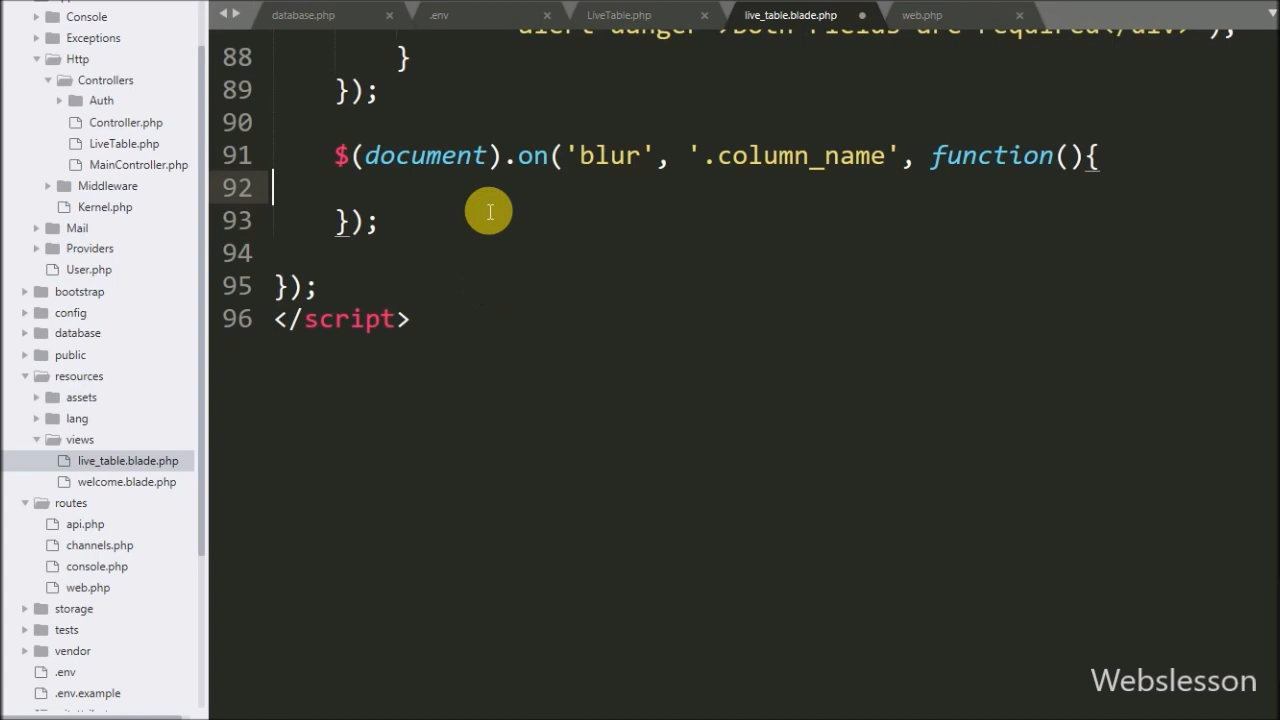 Console
Exceptions
Http
Controllers
Auth
Controller.php
LiveTable.php
MainController.php
Middleware
Kernel.php
Mail
Providers
User.php
bootstrap
config
database
public
resources
assets
lang
views
live_table.blade.php
welcome.blade.php
routes
api.php
channels.php
console.php
web.php
storage
tests
vendor
.env
.env.example
database.php
.env
LiveTable.php
live_table.blade.php
web.php
88 }
89 });
90
91 $(document).on('blur', '.column_name', function(){
92
93 });
94
95 });
96 </script>
Webslesson